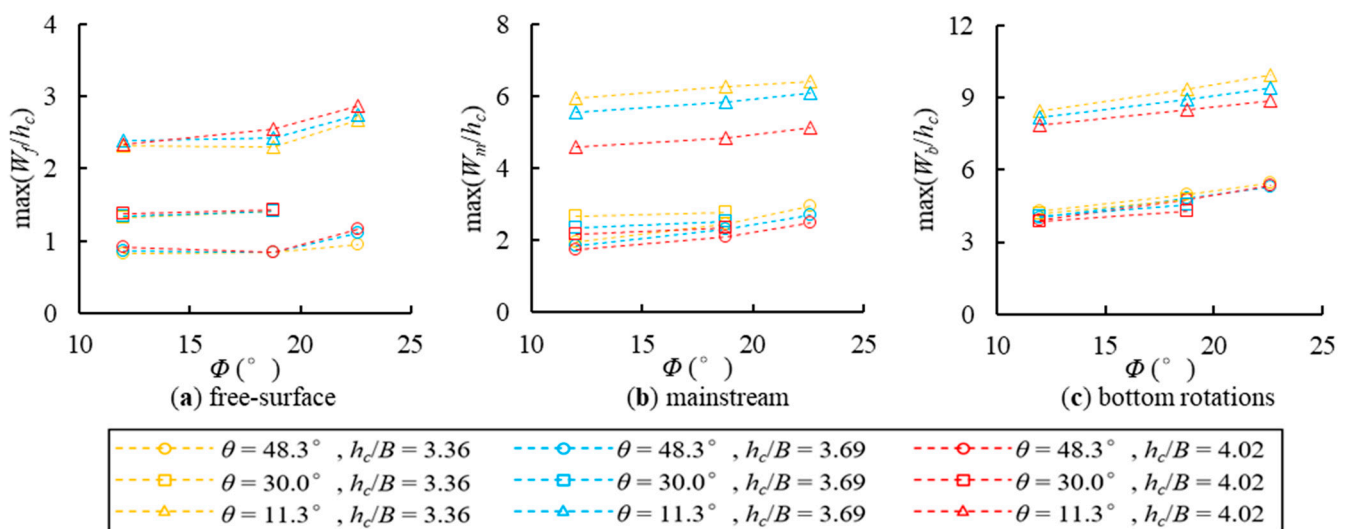 4
3
2
1
0
max(W_f/h_c)
10 15 20 25
Φ (° )
(a) free-surface
8
6
4
2
0
max(W_m/h_c)
10 15 20 25
Φ (° )
(b) mainstream
12
9
6
3
0
max(W_b/h_c)
10 15 20 25
Φ (° )
(c) bottom rotations
θ = 48.3° , h_c/B = 3.36 θ = 48.3° , h_c/B = 3.69 θ = 48.3° , h_c/B = 4.02
θ = 30.0° , h_c/B = 3.36 θ = 30.0° , h_c/B = 3.69 θ = 30.0° , h_c/B = 4.02
θ = 11.3° , h_c/B = 3.36 θ = 11.3° , h_c/B = 3.69 θ = 11.3° , h_c/B = 4.02